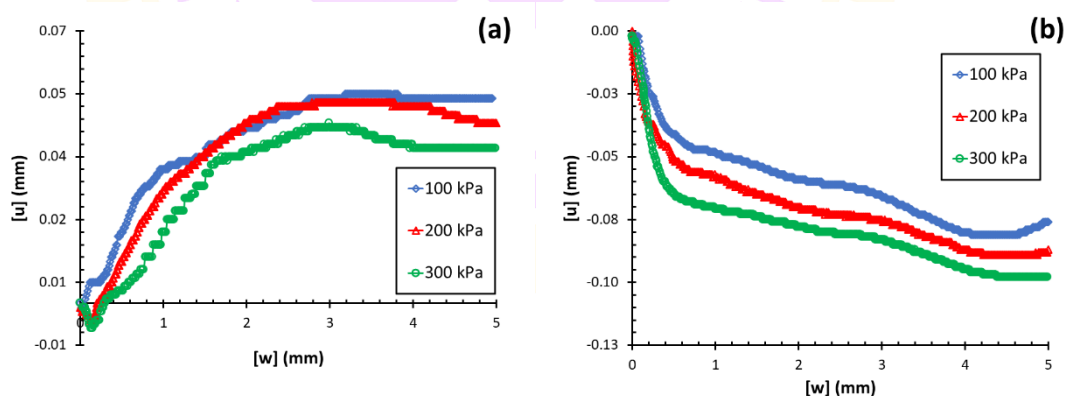 (a)
0.07
0.05
0.04
0.02
0.01
-0.01
[u] (mm)
0 1 2 3 4 5
[w] (mm)
100 kPa
200 kPa
300 kPa
(b)
0.00
-0.03
-0.05
-0.08
-0.10
-0.13
[u] (mm)
0 1 2 3 4 5
[w] (mm)
100 kPa
200 kPa
300 kPa